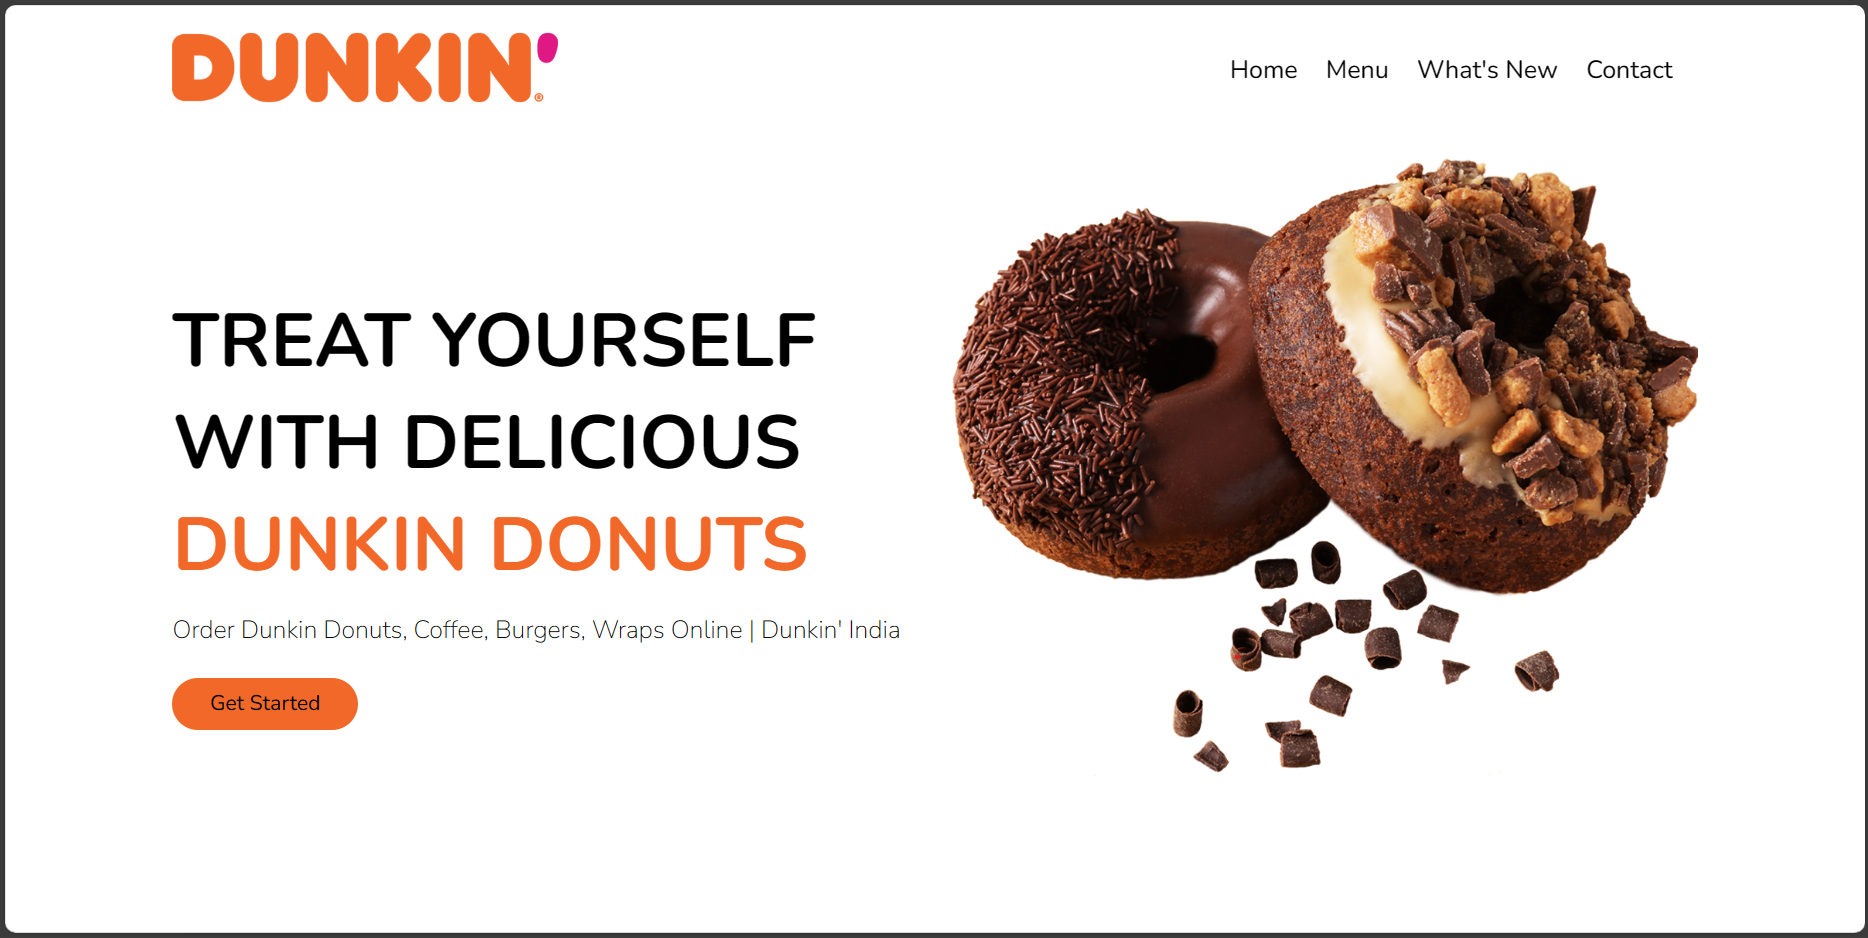 DUNKIN'®
Home Menu What's New Contact
TREAT YOURSELF
WITH DELICIOUS
DUNKIN DONUTS
Order Dunkin Donuts, Coffee, Burgers, Wraps Online | Dunkin' India
Get Started